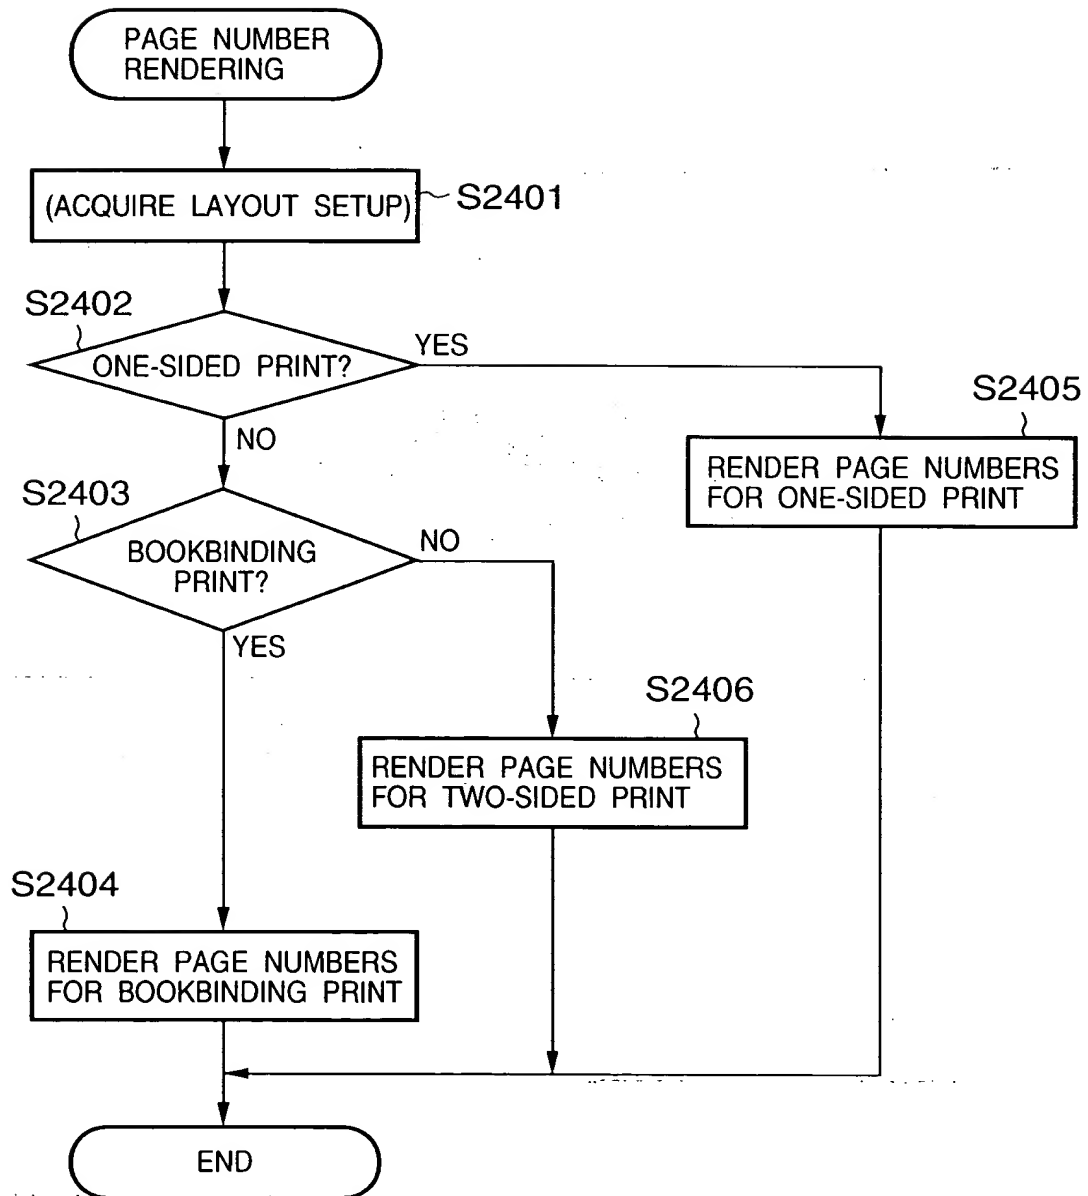 PAGE NUMBER
RENDERING
(ACQUIRE LAYOUT SETUP)
S2401
S2402
ONE-SIDED PRINT?
YES
NO
S2405
RENDER PAGE NUMBERS
FOR ONE-SIDED PRINT
S2403
BOOKBINDING
PRINT?
NO
YES
S2406
RENDER PAGE NUMBERS
FOR TWO-SIDED PRINT
S2404
RENDER PAGE NUMBERS
FOR BOOKBINDING PRINT
END